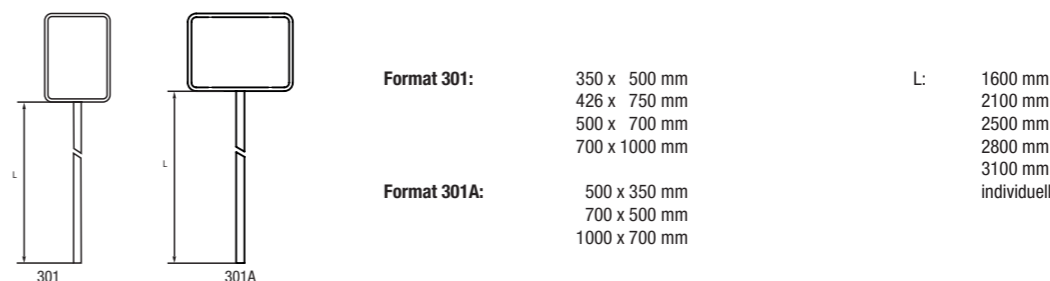 L
301
L
301A
Format 301: 350 x 500 mm
426 x 750 mm
500 x 700 mm
700 x 1000 mm
Format 301A: 500 x 350 mm
700 x 500 mm
1000 x 700 mm
L: 1600 mm
2100 mm
2500 mm
2800 mm
3100 mm
individuell